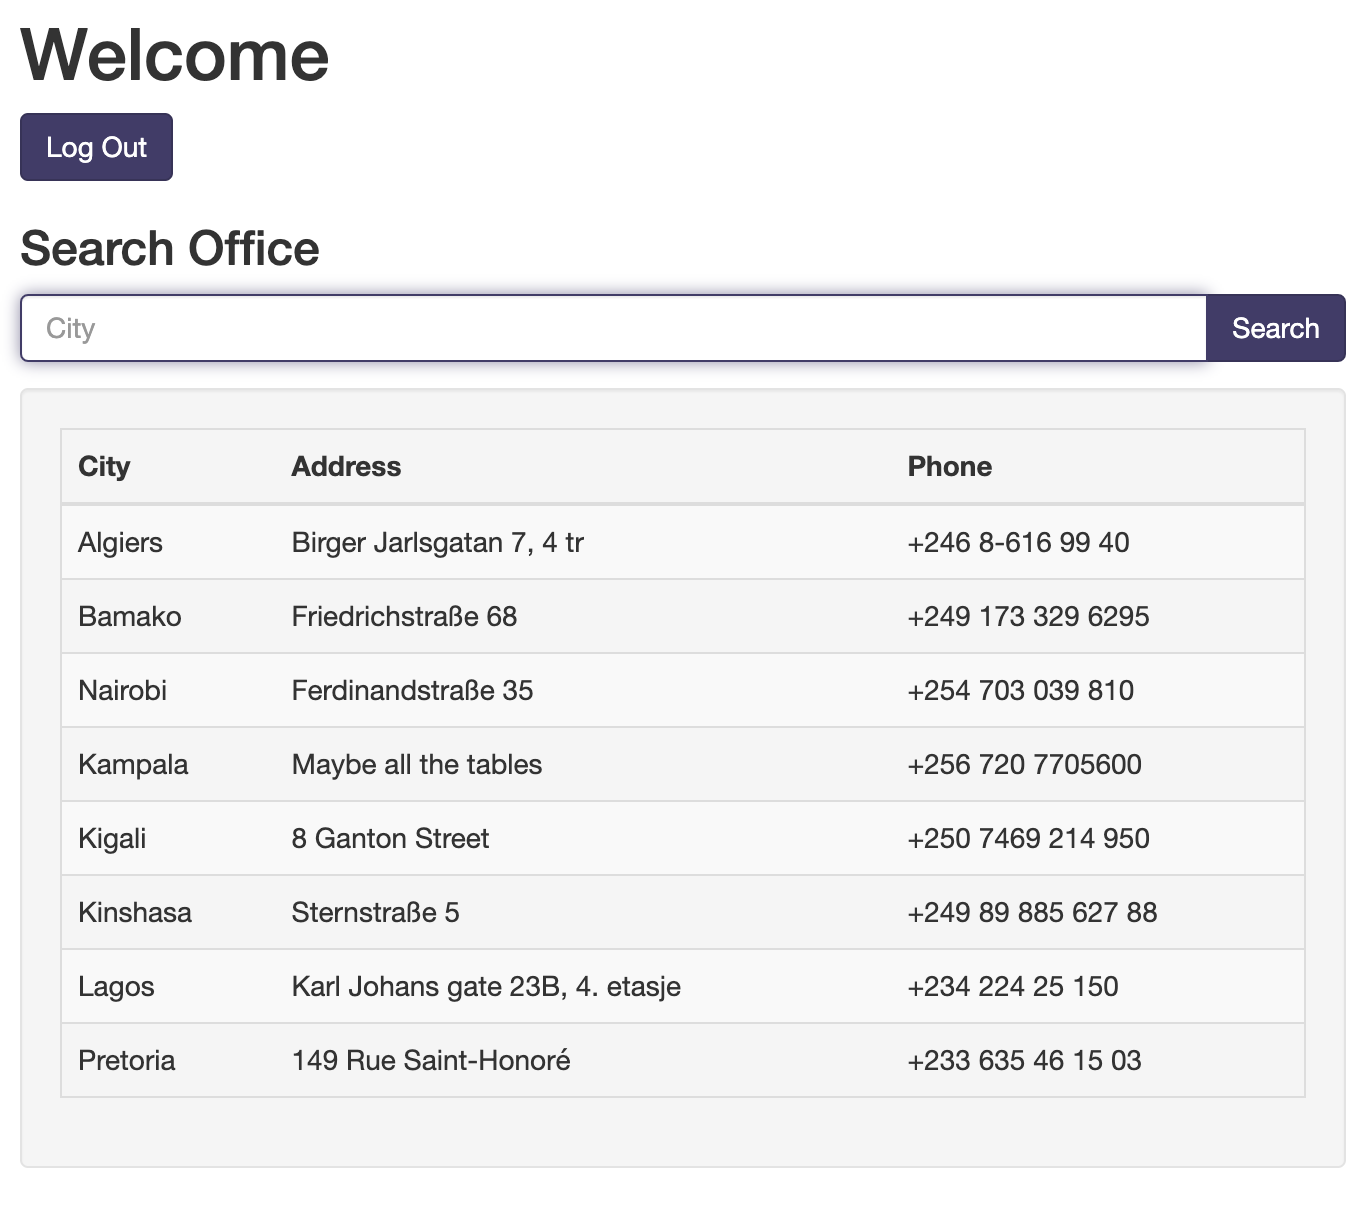 Welcome
Log Out
Search Office
City Search
City Address Phone
Algiers Birger Jarlsgatan 7, 4 tr +246 8-616 99 40
Bamako Friedrichstraße 68 +249 173 329 6295
Nairobi Ferdinandstraße 35 +254 703 039 810
Kampala Maybe all the tables +256 720 7705600
Kigali 8 Ganton Street +250 7469 214 950
Kinshasa Sternstraße 5 +249 89 885 627 88
Lagos Karl Johans gate 23B, 4. etasje +234 224 25 150
Pretoria 149 Rue Saint-Honoré +233 635 46 15 03